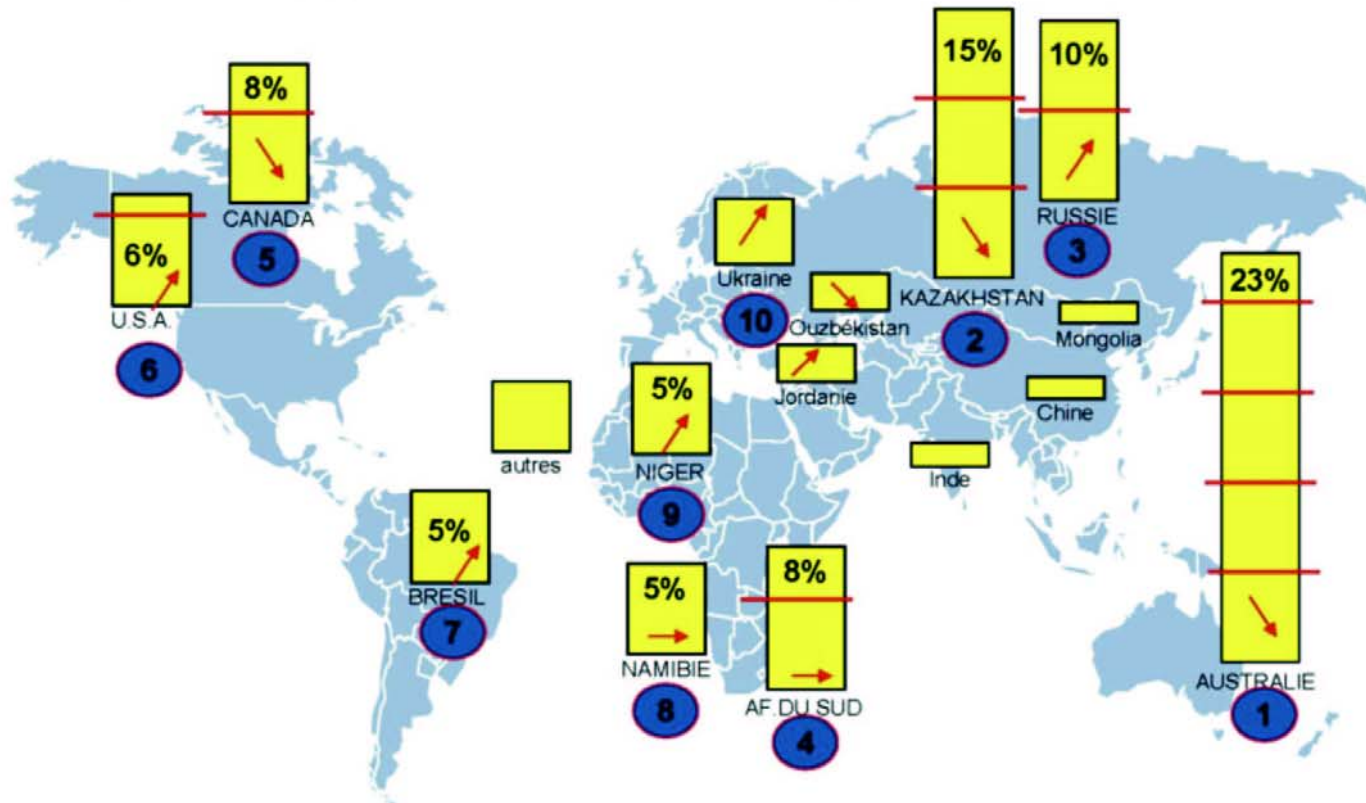 15%
10%
8%
CANADA
5
6%
U.S.A.
6
RUSSIE
3
Ukraine
10
Ouzbékistan
KAZAKHSTAN
2
Mongolia
23%
Jordanie
Chine
autres
5%
NIGER
9
Inde
5%
BRESIL
7
5%
NAMIBIE
8
8%
AF.DU SUD
4
AUSTRALIE
1